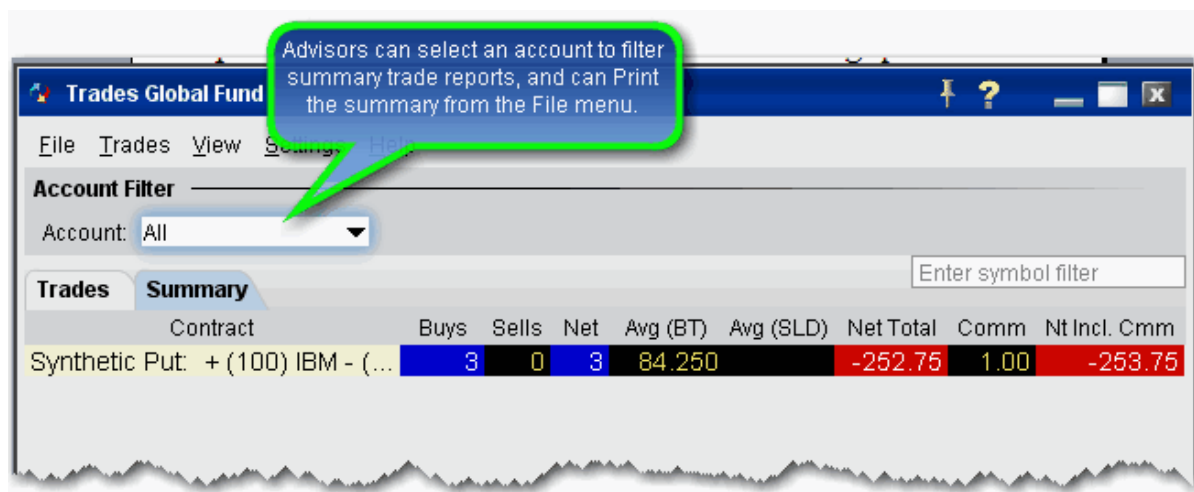 Advisors can select an account to filter
summary trade reports, and can Print
the summary from the File menu.
Trades Global Fund
?
File Trades View Settings Help
Account Filter
Account: All
Enter symbol filter
Trades Summary
Contract Buys Sells Net Avg (BT) Avg (SLD) Net Total Comm Nt Incl. Cmm
Synthetic Put: + (100) IBM - (... 3 0 3 84.250 -252.75 1.00 -253.75